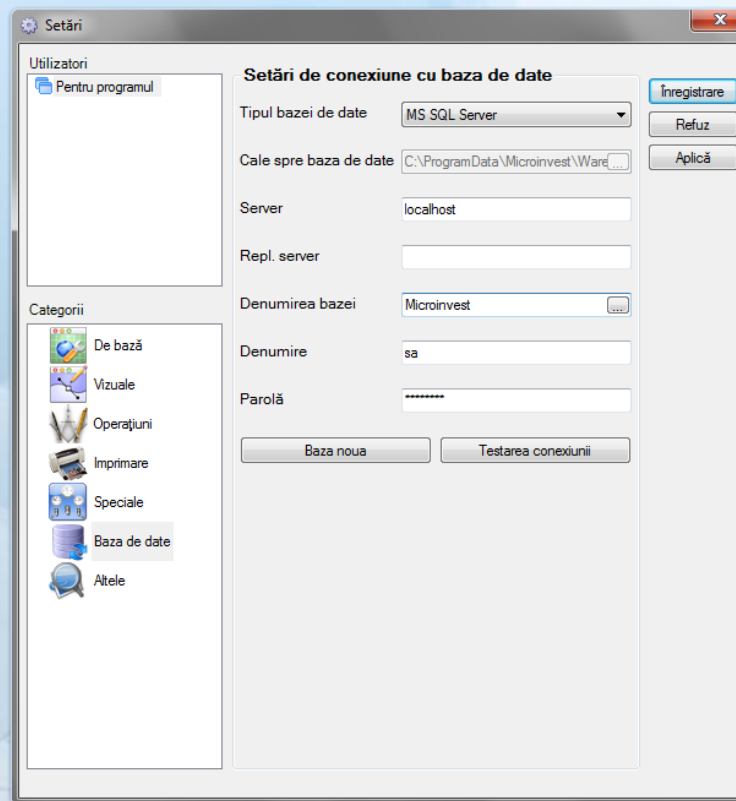 Setări
Utilizatori
Pentru programul
Categorii
De bază
Vizuale
Operaţiuni
Imprimare
Speciale
Baza de date
Altele
Setări de conexiune cu baza de date
Tipul bazei de date MS SQL Server
Cale spre baza de date C:\ProgramData\Microinvest\Ware ...
Server localhost
Repl. server
Denumirea bazei Microinvest ...
Denumire sa
Parolă ********
Baza noua Testarea conexiunii
Înregistrare
Refuz
Aplică